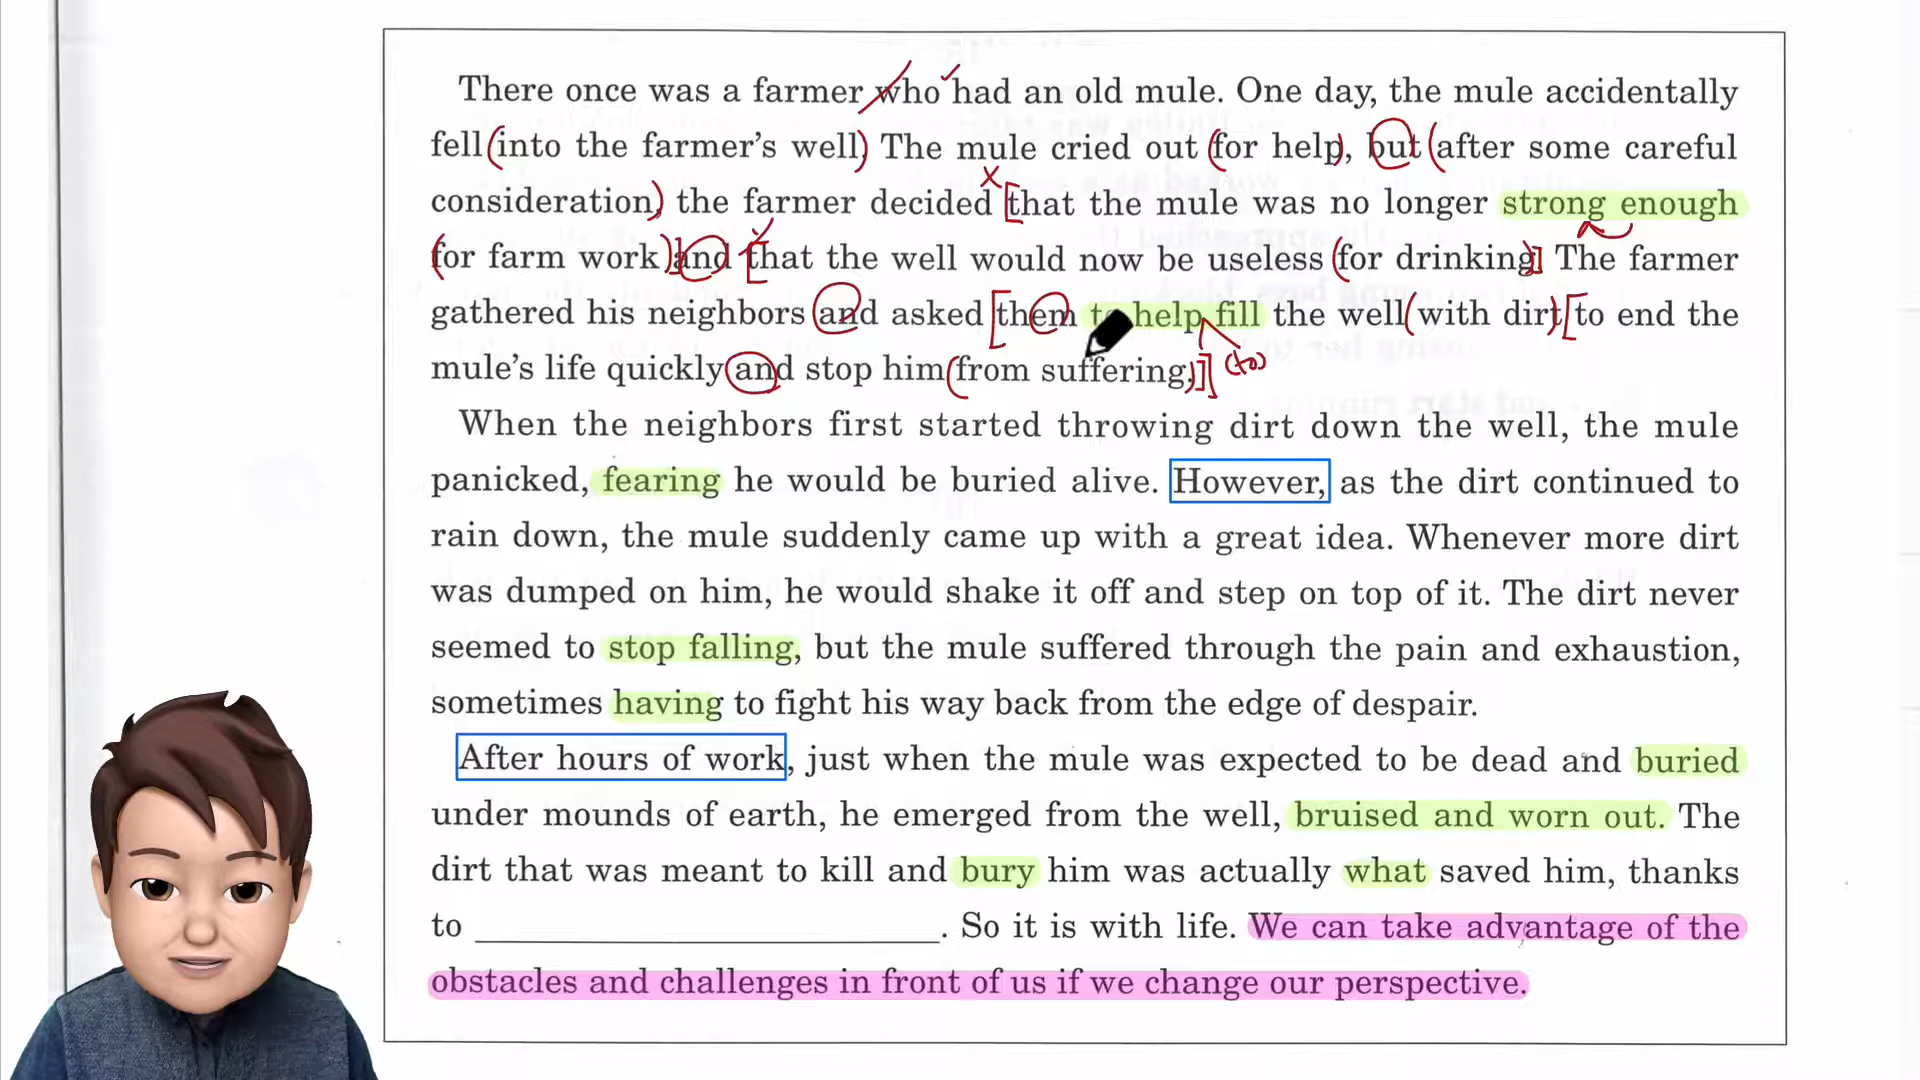 There once was a farmer who had an old mule. One day, the mule accidentally
fell (into the farmer's well) The mule cried out (for help), but (after some careful
consideration,) the farmer decided [that the mule was no longer strong enough
(for farm work)] and [that the well would now be useless (for drinking)] The farmer
gathered his neighbors and asked [them to help fill the well (with dirt) [to end the
mule's life quickly and stop him (from suffering.)]] (to)
When the neighbors first started throwing dirt down the well, the mule
panicked, fearing he would be buried alive. However, as the dirt continued to
rain down, the mule suddenly came up with a great idea. Whenever more dirt
was dumped on him, he would shake it off and step on top of it. The dirt never
seemed to stop falling, but the mule suffered through the pain and exhaustion,
sometimes having to fight his way back from the edge of despair.
After hours of work, just when the mule was expected to be dead and buried
under mounds of earth, he emerged from the well, bruised and worn out. The
dirt that was meant to kill and bury him was actually what saved him, thanks
to ______________________. So it is with life. We can take advantage of the
obstacles and challenges in front of us if we change our perspective.